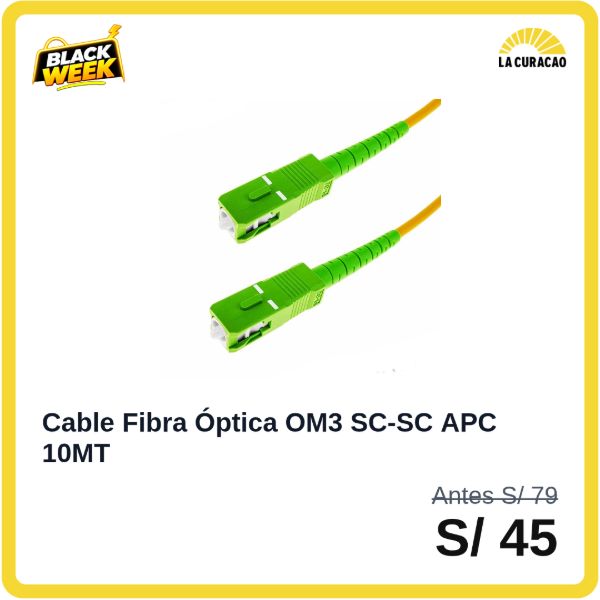 BLACK
WEEK
LA CURACAO
Cable Fibra Óptica OM3 SC-SC APC
10MT
Antes S/ 79
S/ 45